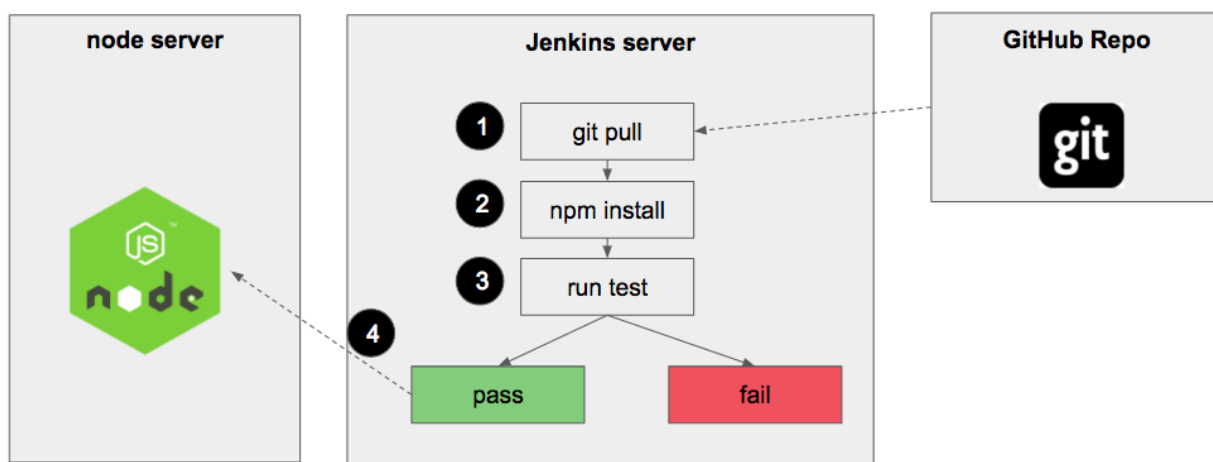 node server
JS
™
node
Jenkins server
1
git pull
2
npm install
3
run test
4
pass
fail
GitHub Repo
git